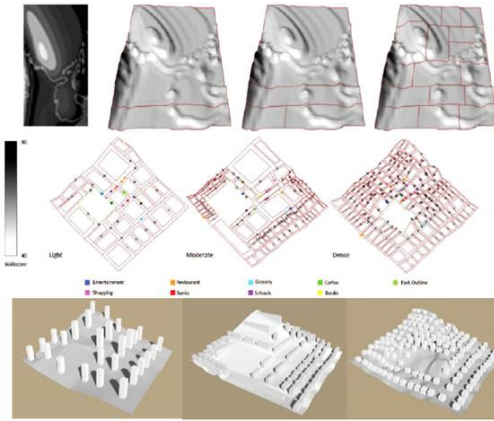 90
40
Walkscore
Light
Moderate
Dense
Entertainment
Restaurant
Grocery
Coffee
Park Outline
Shopping
Banks
Schools
Books